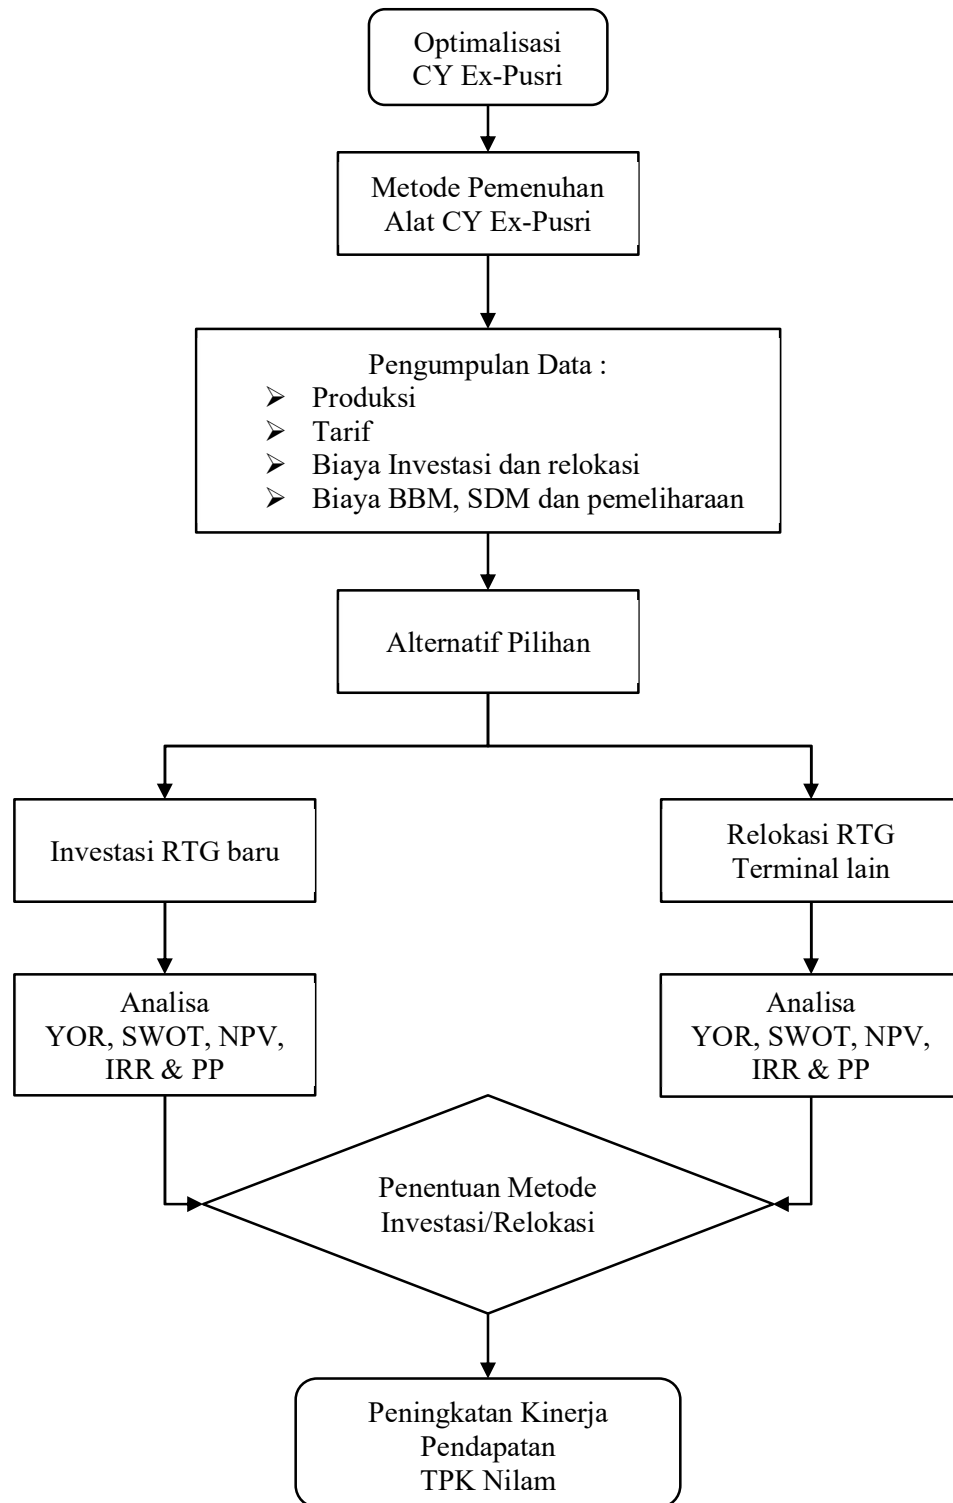 Optimalisasi
CY Ex-Pusri
Metode Pemenuhan
Alat CY Ex-Pusri
Pengumpulan Data :
➢ Produksi
➢ Tarif
➢ Biaya Investasi dan relokasi
➢ Biaya BBM, SDM dan pemeliharaan
Alternatif Pilihan
Investasi RTG baru
Relokasi RTG
Terminal lain
Analisa
YOR, SWOT, NPV,
IRR & PP
Analisa
YOR, SWOT, NPV,
IRR & PP
Penentuan Metode
Investasi/Relokasi
Peningkatan Kinerja
Pendapatan
TPK Nilam